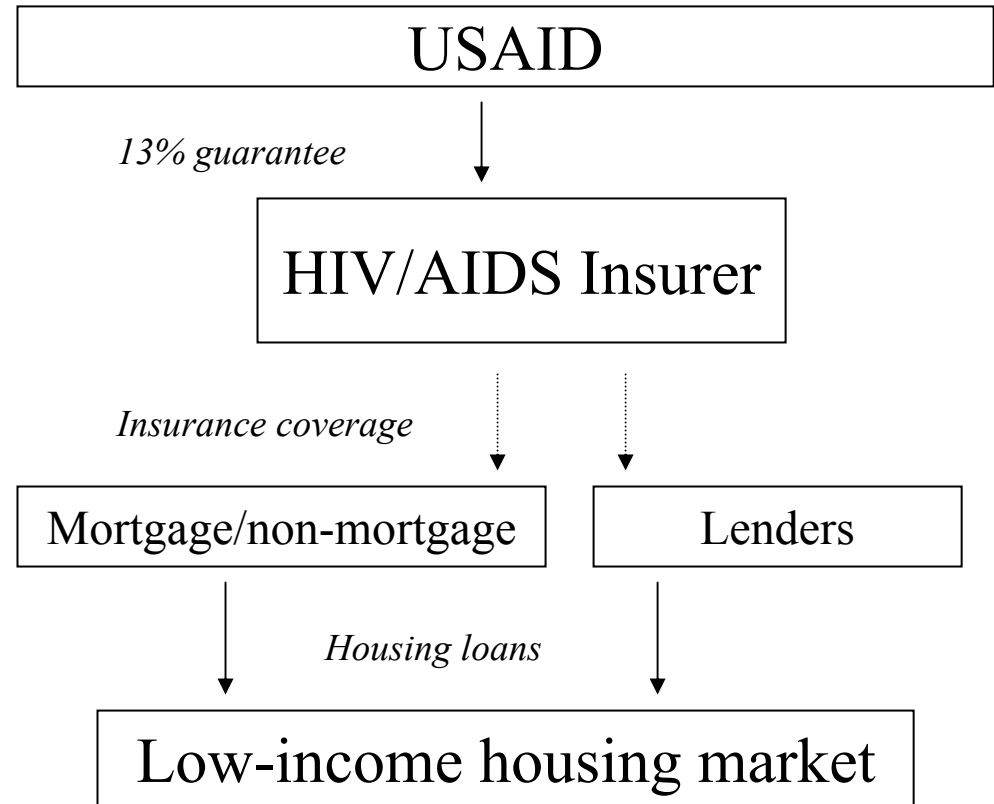 USAID
13% guarantee
HIV/AIDS Insurer
Insurance coverage
Mortgage/non-mortgage
Lenders
Housing loans
Low-income housing market